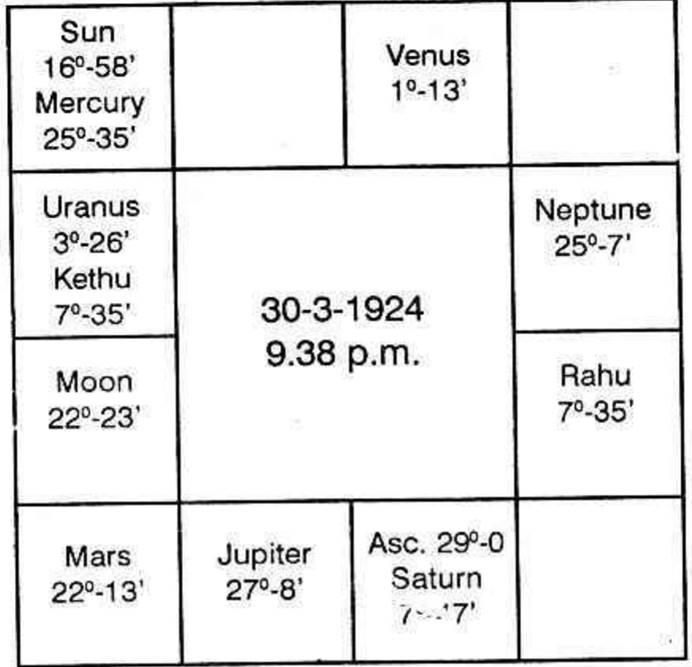 Sun
16º-58'
Mercury
25º-35'
Venus
1º-13'
Uranus
3º-26'
Kethu
7º-35'
Neptune
25º-7'
30-3-1924
9.38 p.m.
Moon
22º-23'
Rahu
7º-35'
Mars
22º-13'
Jupiter
27º-8'
Asc. 29º-0
Saturn